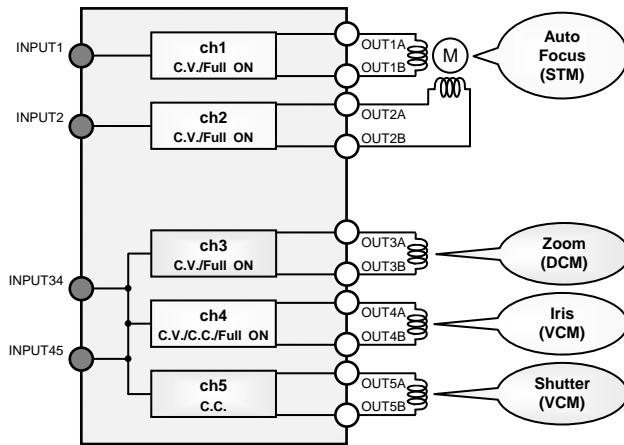 INPUT1
ch1
C.V./Full ON
OUT1A
OUT1B
M
Auto
Focus
(STM)
INPUT2
ch2
C.V./Full ON
OUT2A
OUT2B
INPUT34
INPUT45
ch3
C.V./Full ON
OUT3A
OUT3B
Zoom
(DCM)
ch4
C.V./C.C./Full ON
OUT4A
OUT4B
Iris
(VCM)
ch5
C.C.
OUT5A
OUT5B
Shutter
(VCM)